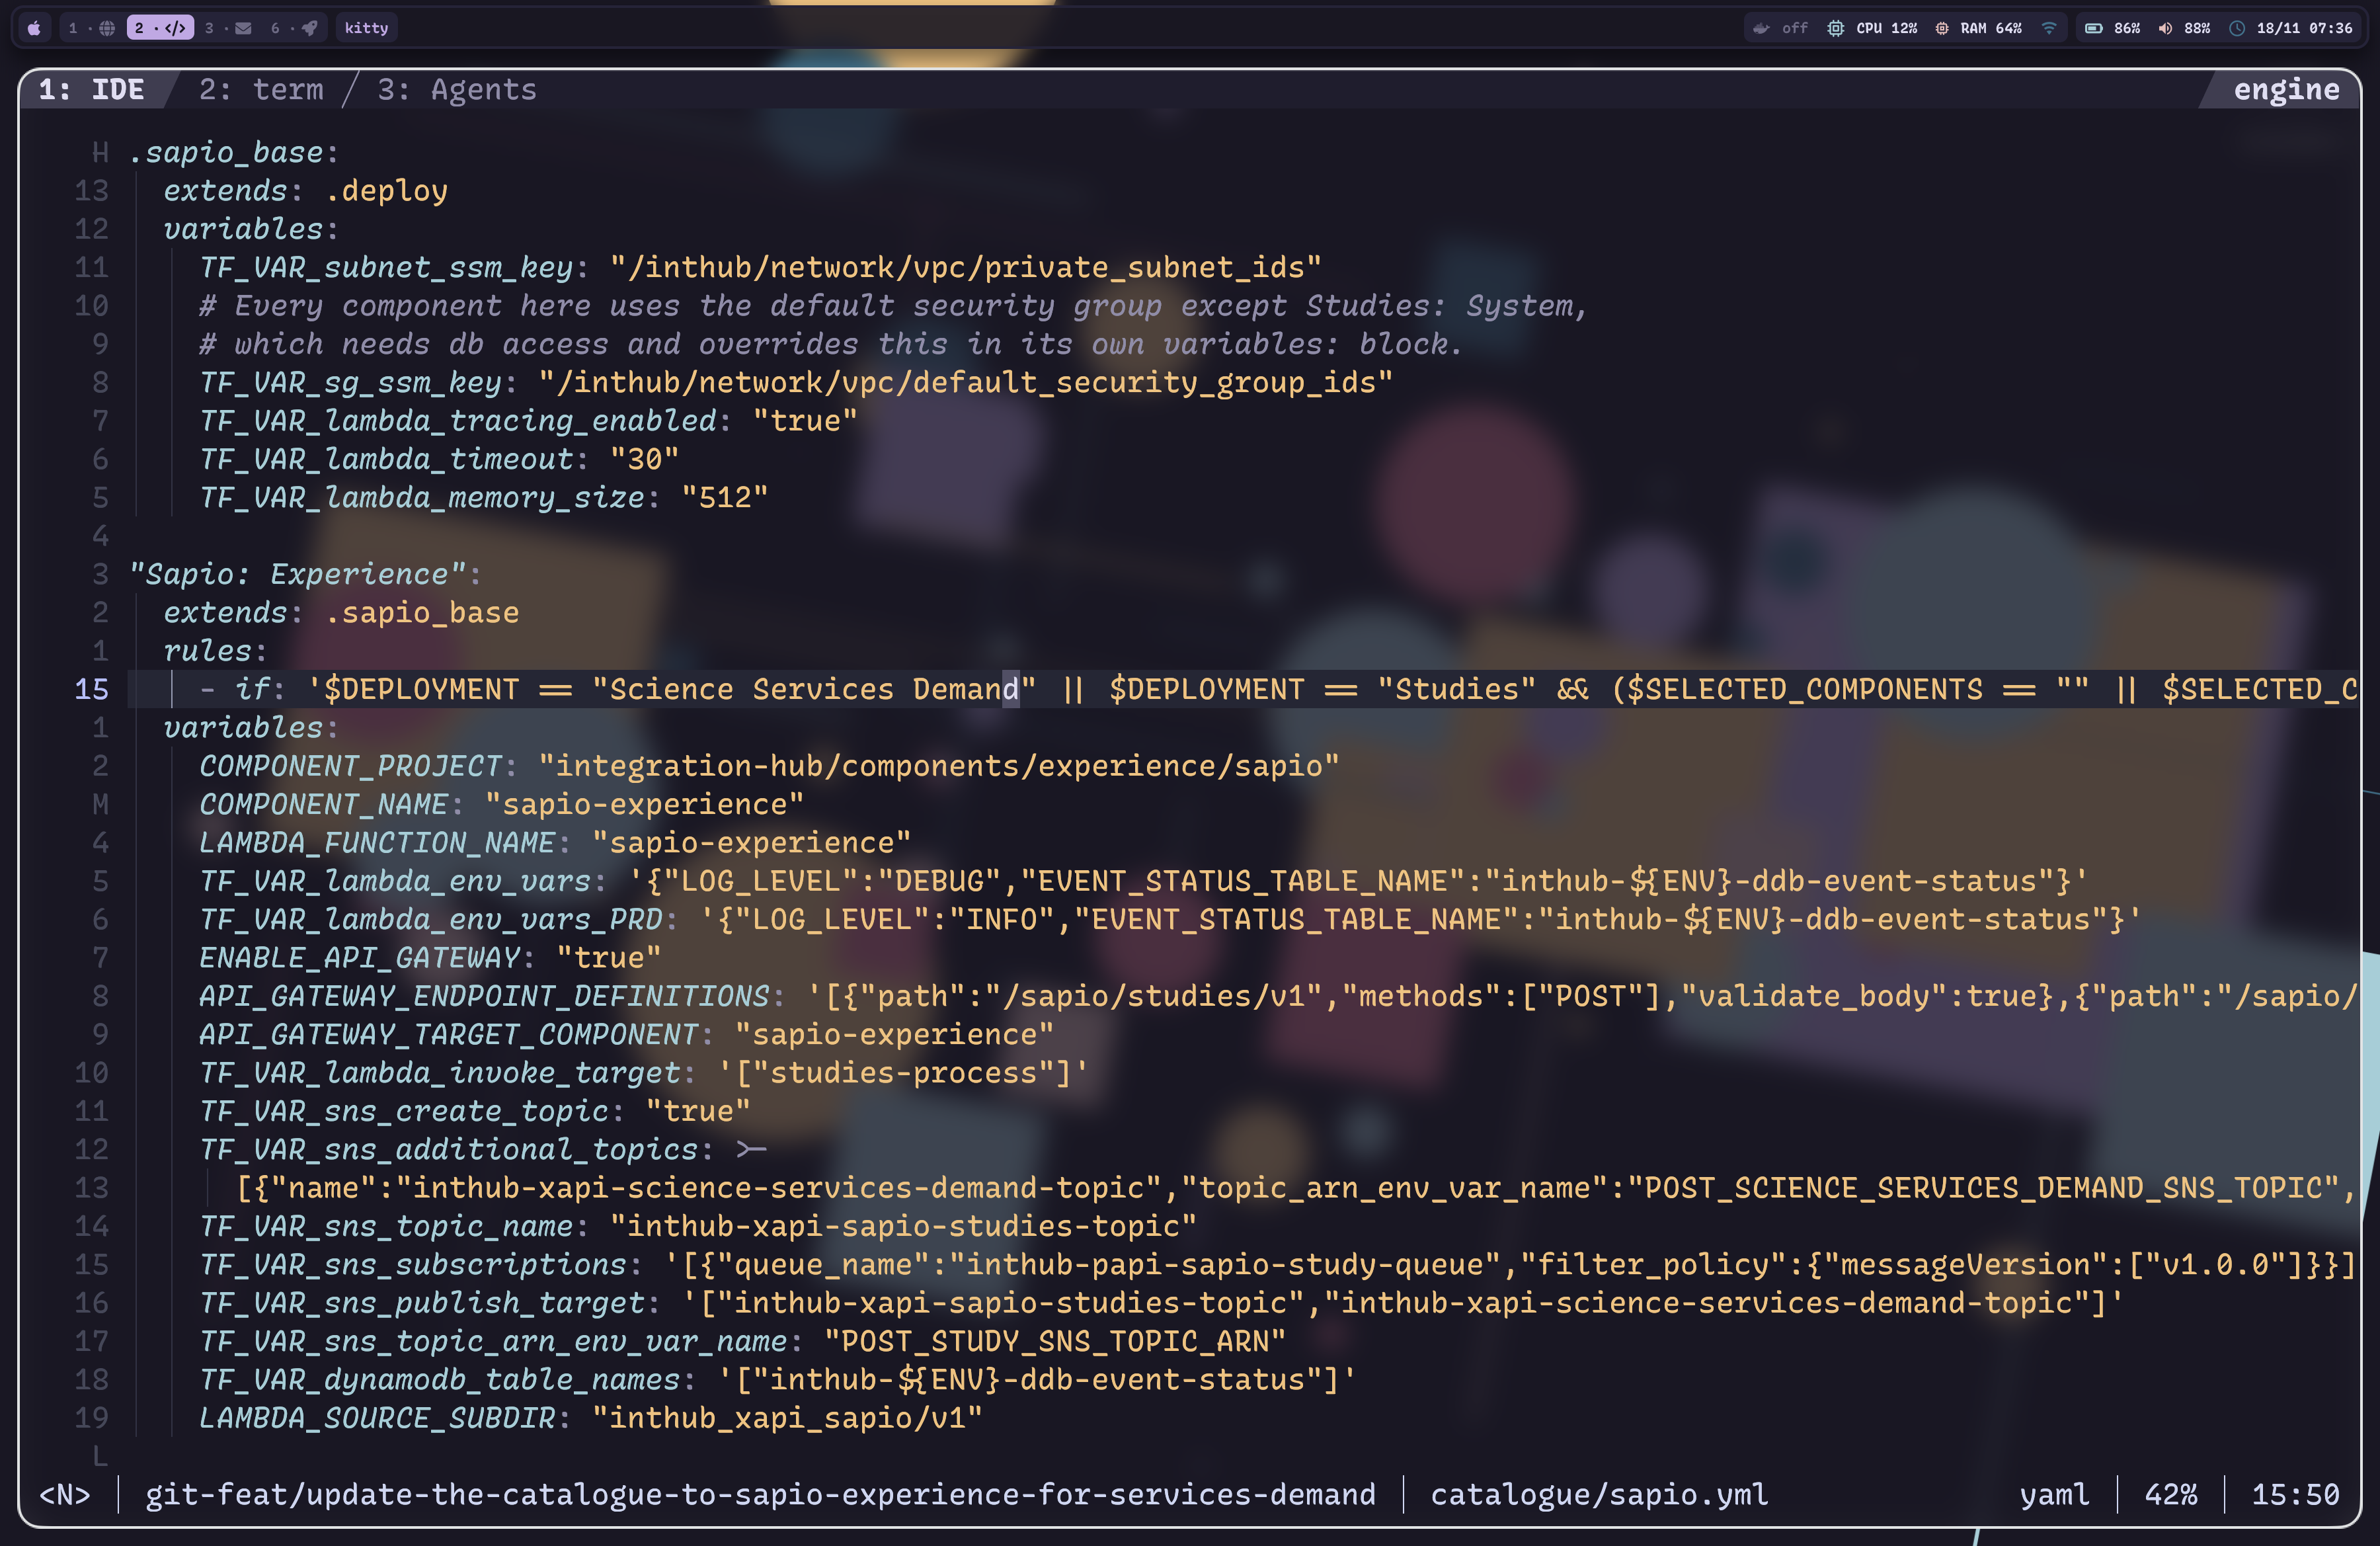 1 · 2 · </> 3 · 6 · kitty off CPU 12% RAM 64% 86% 88% 18/11 07:36
1: IDE 2: term 3: Agents engine
H .sapio_base:
13 extends: .deploy
12 variables:
11 TF_VAR_subnet_ssm_key: "/inthub/network/vpc/private_subnet_ids"
10 # Every component here uses the default security group except Studies: System,
9 # which needs db access and overrides this in its own variables: block.
8 TF_VAR_sg_ssm_key: "/inthub/network/vpc/default_security_group_ids"
7 TF_VAR_lambda_tracing_enabled: "true"
6 TF_VAR_lambda_timeout: "30"
5 TF_VAR_lambda_memory_size: "512"
4
3 "Sapio: Experience":
2 extends: .sapio_base
1 rules:
15 - if: '$DEPLOYMENT == "Science Services Demand" || $DEPLOYMENT == "Studies" && ($SELECTED_COMPONENTS == "" || $SELECTED_C
1 variables:
2 COMPONENT_PROJECT: "integration-hub/components/experience/sapio"
M COMPONENT_NAME: "sapio-experience"
4 LAMBDA_FUNCTION_NAME: "sapio-experience"
5 TF_VAR_lambda_env_vars: '{"LOG_LEVEL":"DEBUG","EVENT_STATUS_TABLE_NAME":"inthub-${ENV}-ddb-event-status"}'
6 TF_VAR_lambda_env_vars_PRD: '{"LOG_LEVEL":"INFO","EVENT_STATUS_TABLE_NAME":"inthub-${ENV}-ddb-event-status"}'
7 ENABLE_API_GATEWAY: "true"
8 API_GATEWAY_ENDPOINT_DEFINITIONS: '[{"path":"/sapio/studies/v1","methods":["POST"],"validate_body":true},{"path":"/sapio/
9 API_GATEWAY_TARGET_COMPONENT: "sapio-experience"
10 TF_VAR_lambda_invoke_target: '["studies-process"]'
11 TF_VAR_sns_create_topic: "true"
12 TF_VAR_sns_additional_topics: >-
13 [{"name":"inthub-xapi-science-services-demand-topic","topic_arn_env_var_name":"POST_SCIENCE_SERVICES_DEMAND_SNS_TOPIC",
14 TF_VAR_sns_topic_name: "inthub-xapi-sapio-studies-topic"
15 TF_VAR_sns_subscriptions: '[{"queue_name":"inthub-papi-sapio-study-queue","filter_policy":{"messageVersion":["v1.0.0"]}}]
16 TF_VAR_sns_publish_target: '["inthub-xapi-sapio-studies-topic","inthub-xapi-science-services-demand-topic"]'
17 TF_VAR_sns_topic_arn_env_var_name: "POST_STUDY_SNS_TOPIC_ARN"
18 TF_VAR_dynamodb_table_names: '["inthub-${ENV}-ddb-event-status"]'
19 LAMBDA_SOURCE_SUBDIR: "inthub_xapi_sapio/v1"
L
<N> git-feat/update-the-catalogue-to-sapio-experience-for-services-demand catalogue/sapio.yml yaml 42% 15:50